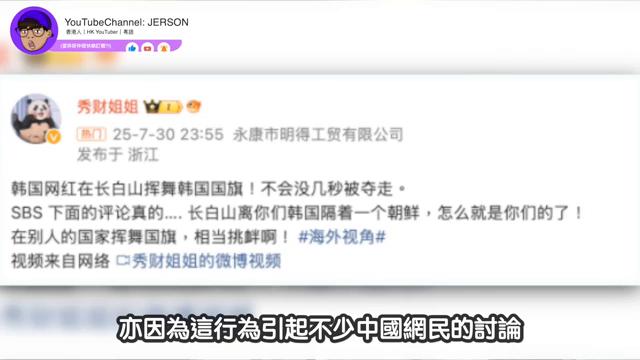 YouTubeChannel: JERSON
香港人 | HK YouTuber | 粵語
秀财姐姐
热门 25-7-30 23:55 永康市明得工贸有限公司
发布于 浙江
韩国网红在长白山挥舞韩国国旗！不会没几秒被夺走。
SBS 下面的评论真的.... 长白山离你们韩国隔着一个朝鲜，怎么就是你们的了！
在别人的国家挥舞国旗，相当挑衅啊！ #海外视角#
视频来自网络 秀财姐姐的微博视频
亦因為這行為引起不少中國網民的討論